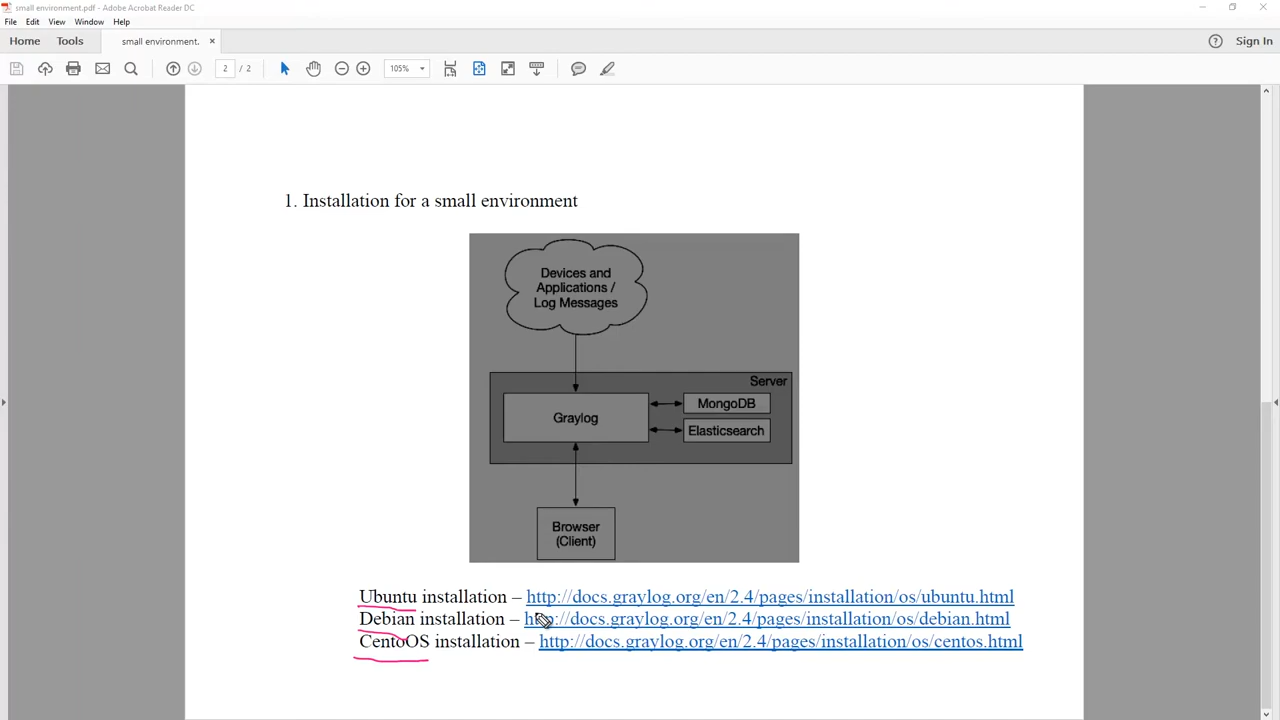 small environment.pdf - Adobe Acrobat Reader DC
File Edit View Window Help
Home Tools small environment. × ? Sign In
2 / 2 105%
1. Installation for a small environment
Devices and
Applications /
Log Messages
Server
Graylog
MongoDB
Elasticsearch
Browser
(Client)
Ubuntu installation – http://docs.graylog.org/en/2.4/pages/installation/os/ubuntu.html
Debian installation – http://docs.graylog.org/en/2.4/pages/installation/os/debian.html
CentoOS installation – http://docs.graylog.org/en/2.4/pages/installation/os/centos.html